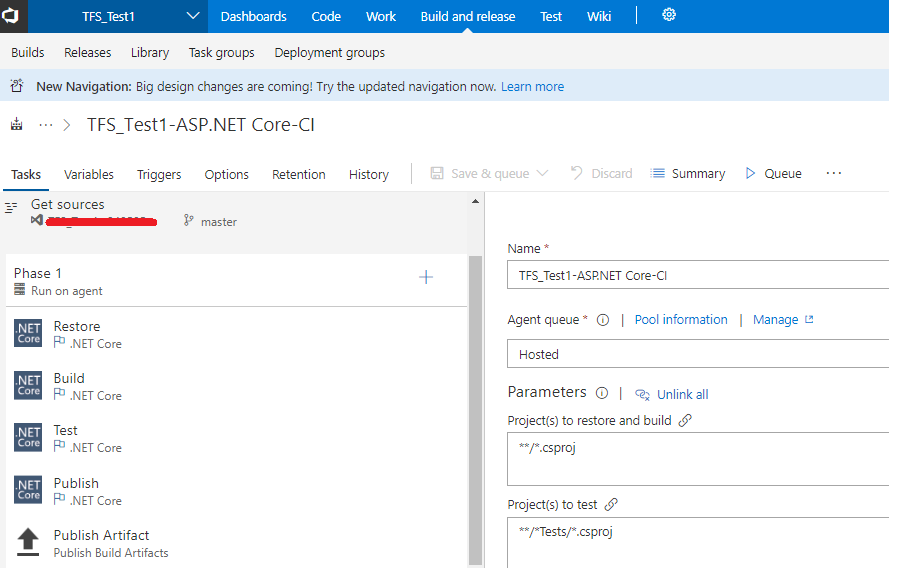 TFS_Test1 Dashboards Code Work Build and release Test Wiki
Builds Releases Library Task groups Deployment groups
New Navigation: Big design changes are coming! Try the updated navigation now. Learn more
··· > TFS_Test1-ASP.NET Core-CI
Tasks Variables Triggers Options Retention History Save & queue Discard Summary Queue ···
Get sources
master
Phase 1
Run on agent
.NET Core Restore
.NET Core
.NET Core Build
.NET Core
.NET Core Test
.NET Core
.NET Core Publish
.NET Core
Publish Artifact
Publish Build Artifacts
Name *
TFS_Test1-ASP.NET Core-CI
Agent queue * | Pool information | Manage
Hosted
Parameters | Unlink all
Project(s) to restore and build
**/*.csproj
Project(s) to test
**/*Tests/*.csproj